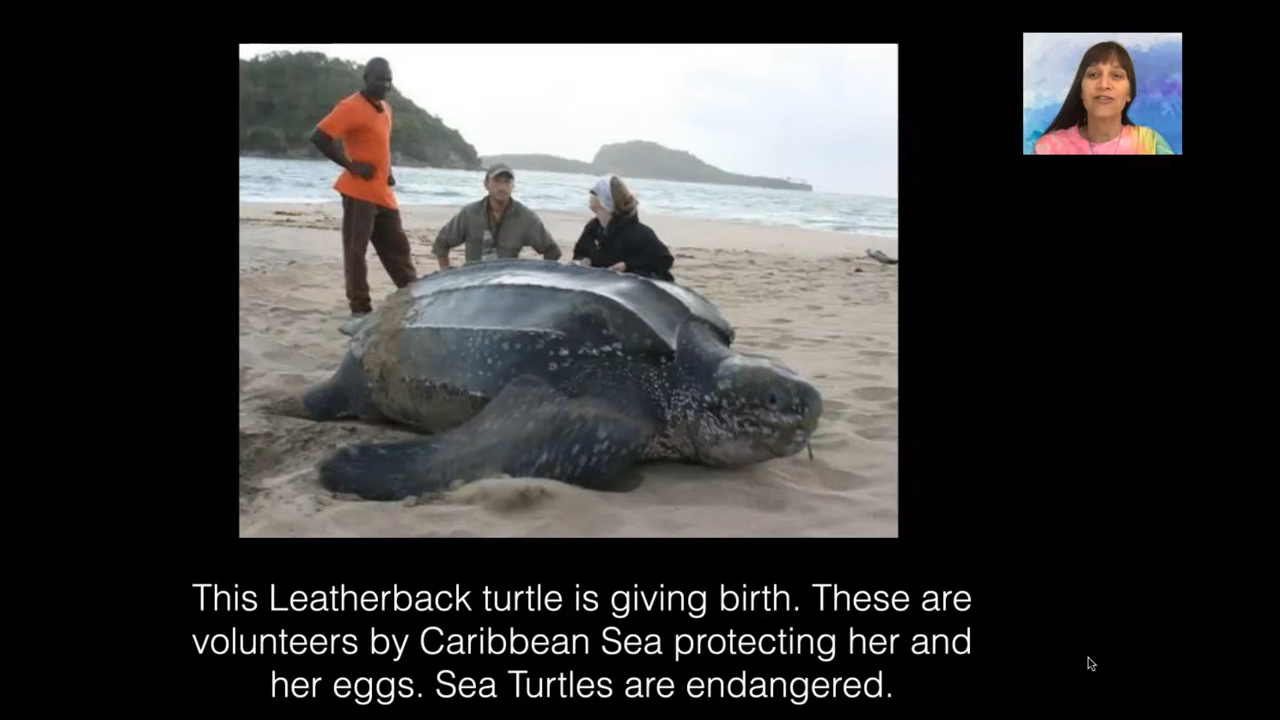 This Leatherback turtle is giving birth. These are
volunteers by Caribbean Sea protecting her and
her eggs. Sea Turtles are endangered.